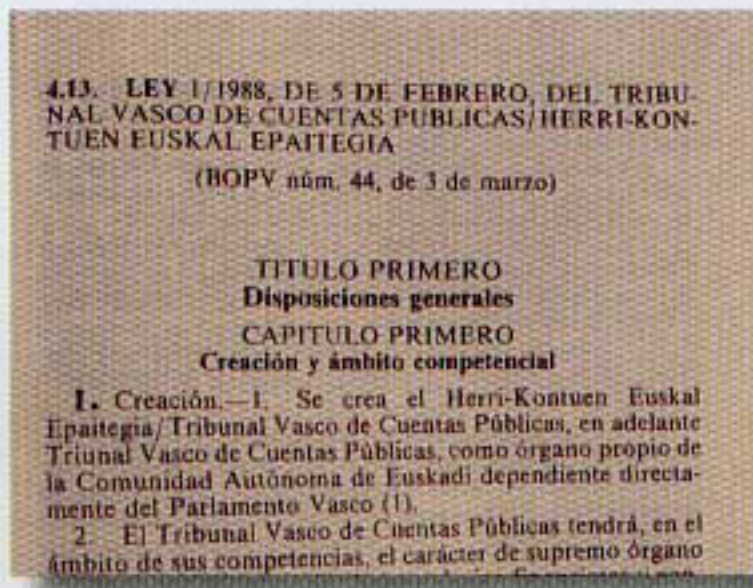 4.13. LEY 1/1988, DE 5 DE FEBRERO, DEL TRIBU-
NAL VASCO DE CUENTAS PUBLICAS/HERRI-KON-
TUEN EUSKAL EPAITEGIA
(BOPV núm. 44, de 3 de marzo)
TITULO PRIMERO
Disposiciones generales
CAPITULO PRIMERO
Creación y ámbito competencial
1. Creación.—1. Se crea el Herri-Kontuen Euskal
Epaitegia/Tribunal Vasco de Cuentas Públicas, en adelante
Triunal Vasco de Cuentas Públicas, como órgano propio de
la Comunidad Autónoma de Euskadi dependiente directa-
mente del Parlamento Vasco (1).
2. El Tribunal Vasco de Cuentas Públicas tendrá, en el
ámbito de sus competencias, el carácter de supremo órgano